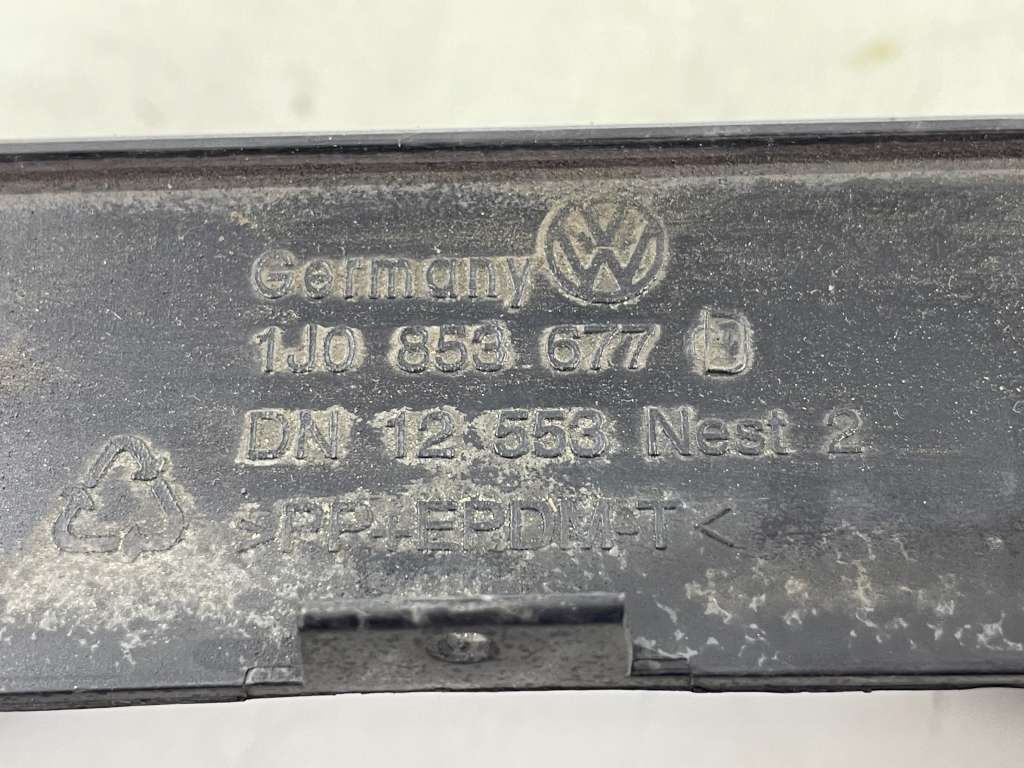 Germany
1J0 853 677 D
DN 12 553 Nest 2
>PP+EPDM-T<